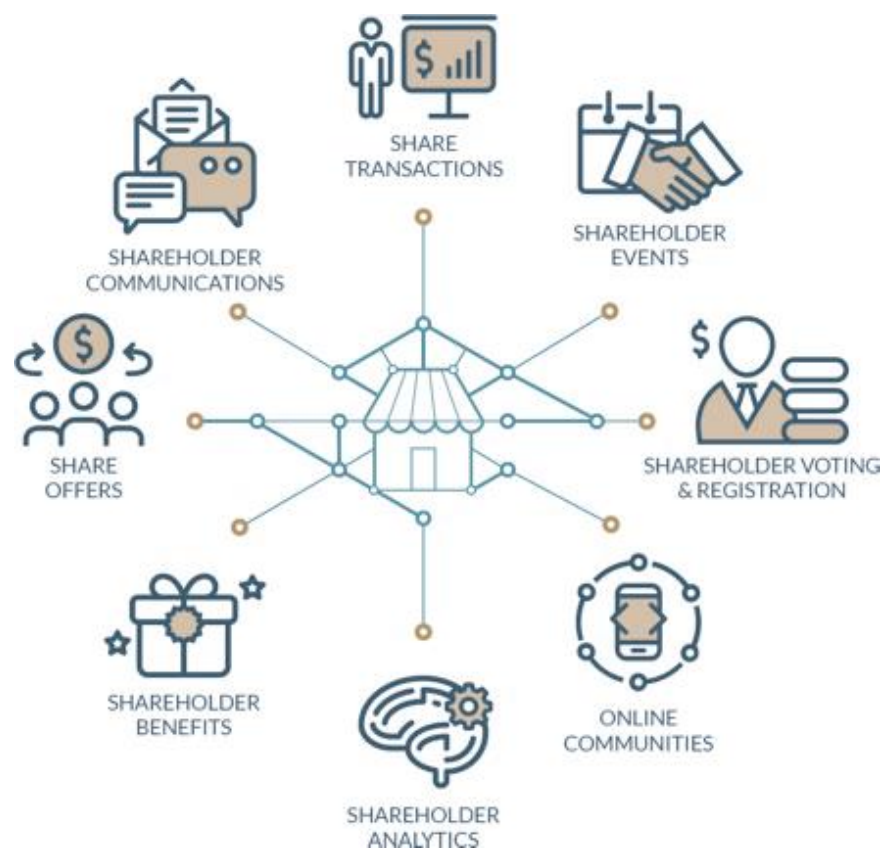 SHARE
TRANSACTIONS
SHAREHOLDER
EVENTS
SHAREHOLDER VOTING
& REGISTRATION
ONLINE
COMMUNITIES
SHAREHOLDER
ANALYTICS
SHAREHOLDER
BENEFITS
SHARE
OFFERS
SHAREHOLDER
COMMUNICATIONS
$
$
$